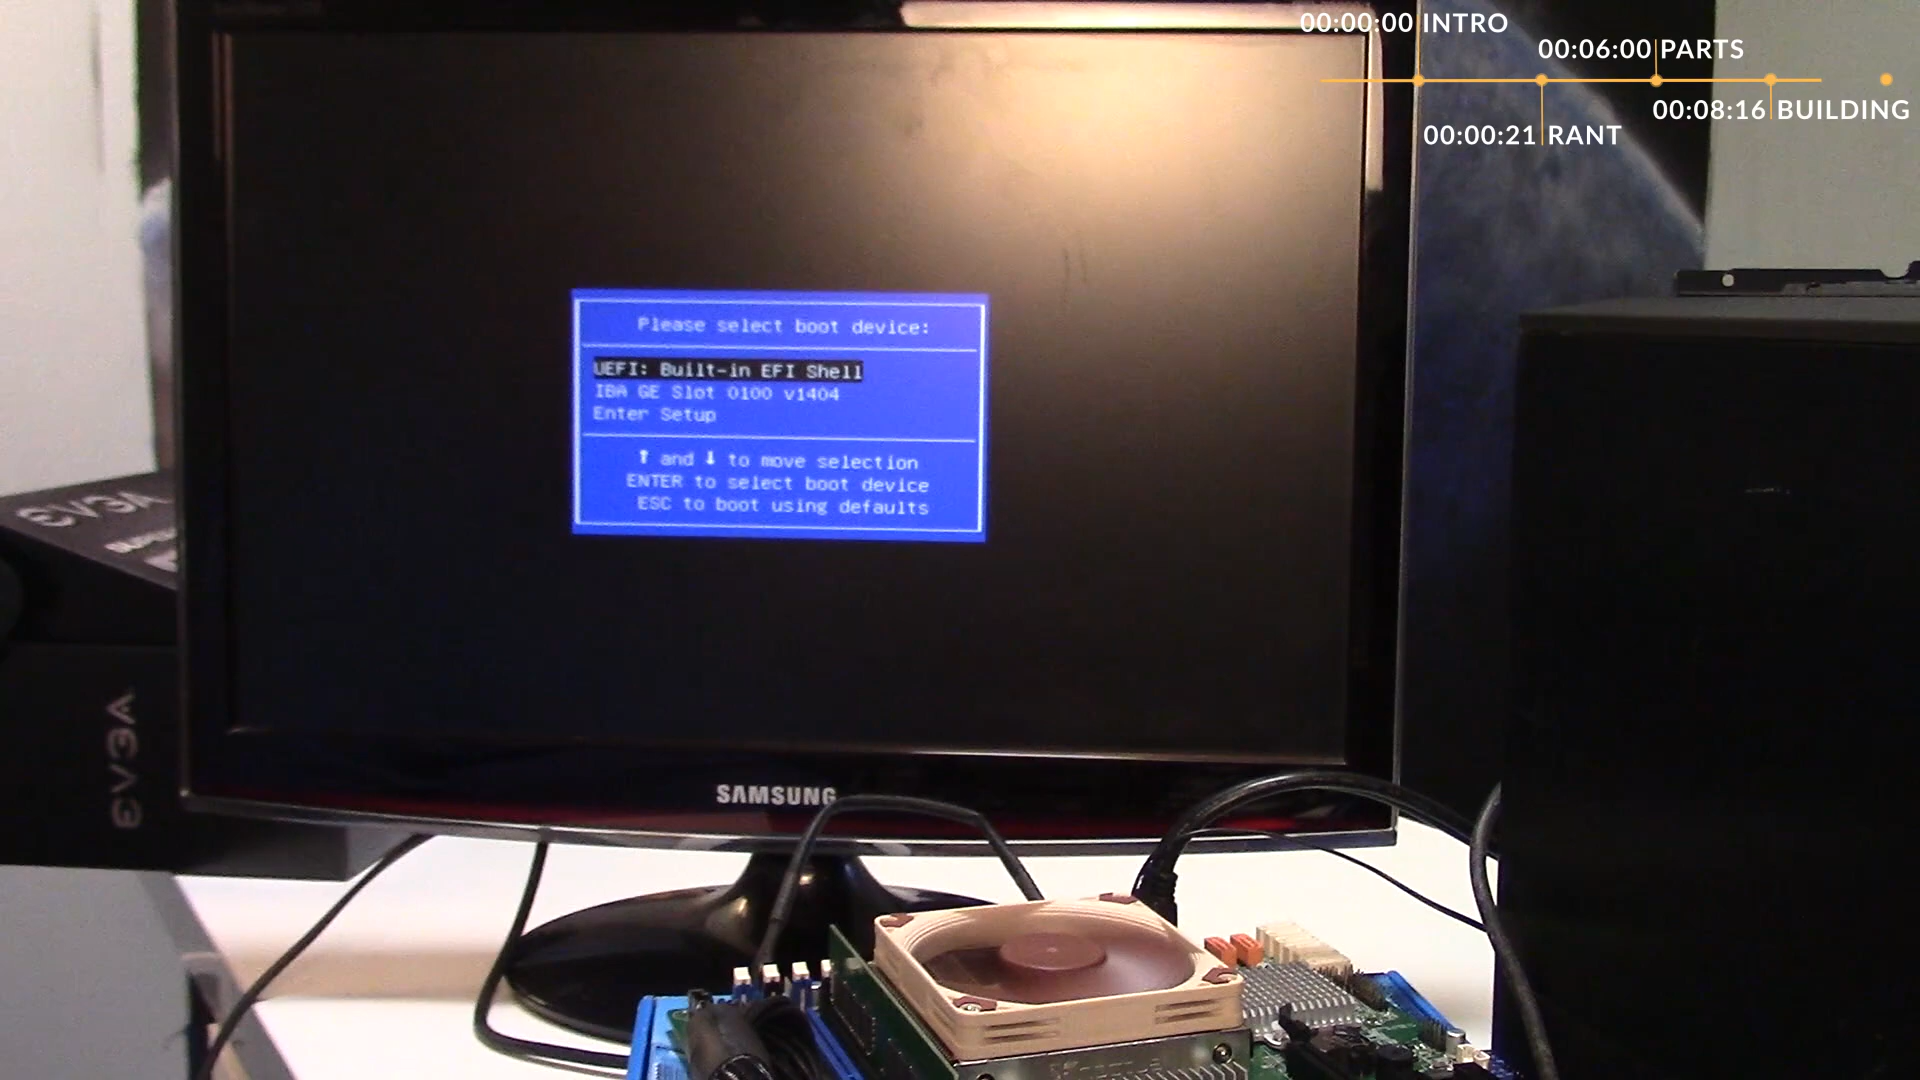 00:00:00 INTRO
00:06:00 PARTS
00:08:16 BUILDING
00:00:21 RANT
Please select boot device:
UEFI: Built-in EFI Shell
IBA GE Slot 0100 v1404
Enter Setup
↑ and ↓ to move selection
ENTER to select boot device
ESC to boot using defaults
EVGA
EVGA
SAMSUNG